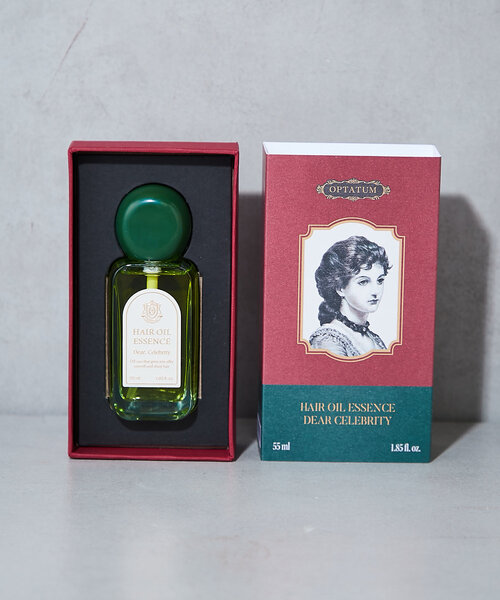 HAIR OIL
ESSENCE
Dear. Celebrity
OPTATUM
HAIR OIL ESSENCE
DEAR CELEBRITY
55 ml 1.85 fl. oz.